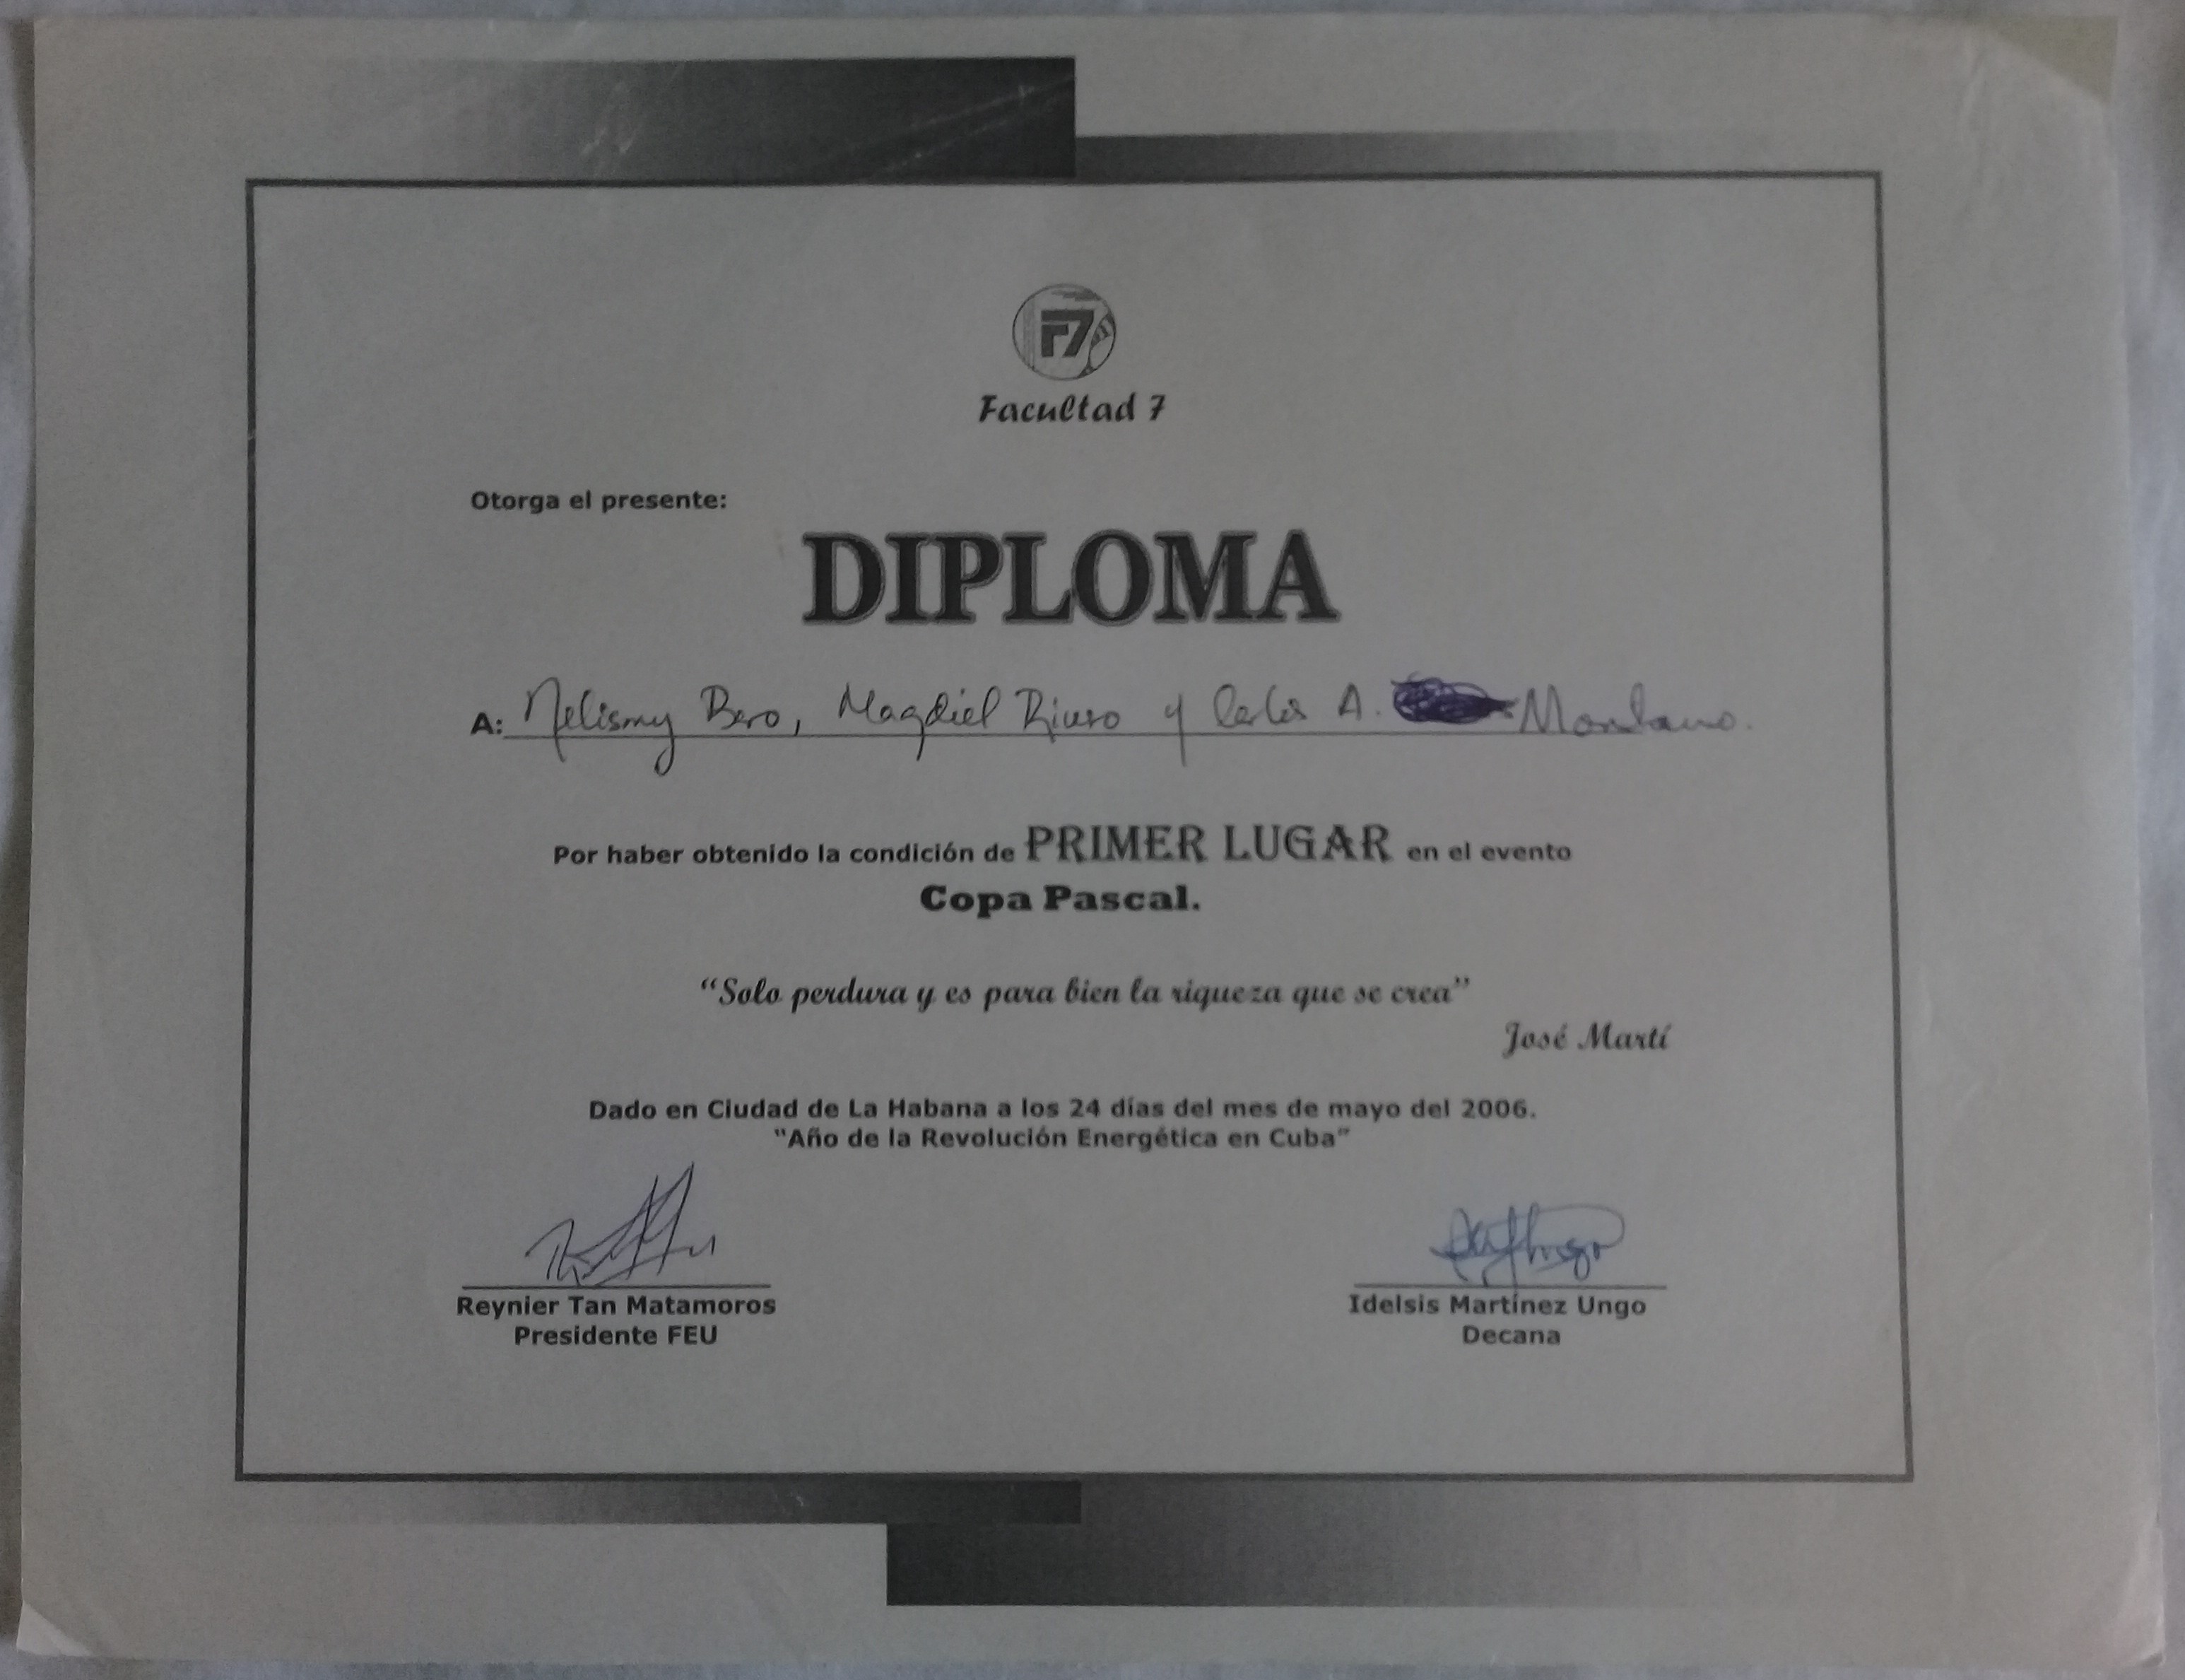 F7
Facultad 7
Otorga el presente:
DIPLOMA
A: Nelismy Bero, Magdiel Rivero y Carlos A. Montano.
Por haber obtenido la condición de PRIMER LUGAR en el evento
Copa Pascal.
“Solo perdura y es para bien la riqueza que se crea”
José Martí
Dado en Ciudad de La Habana a los 24 días del mes de mayo del 2006.
“Año de la Revolución Energética en Cuba”
Reynier Tan Matamoros
Presidente FEU
Idelsis Martínez Ungo
Decana